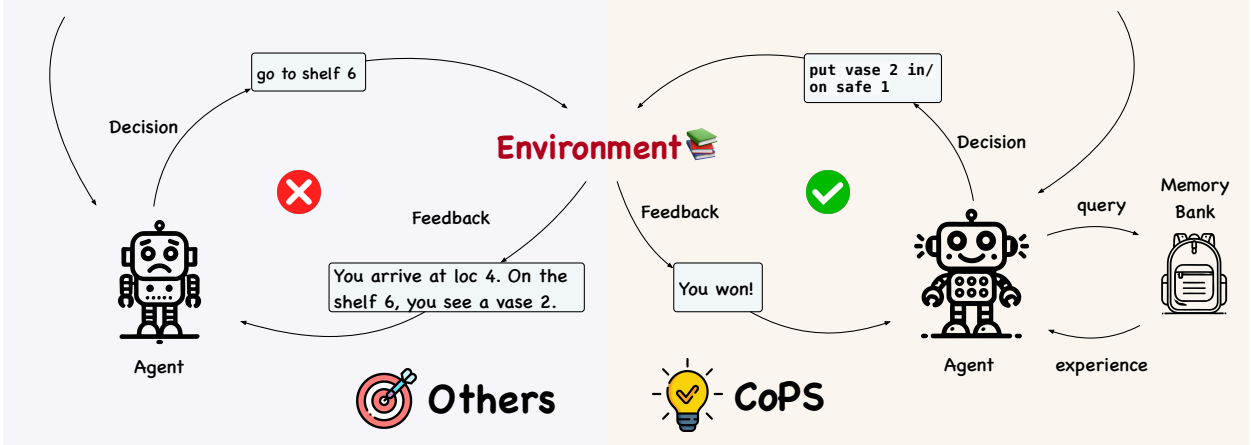 go to shelf 6
Decision
Environment
Feedback
You arrive at loc 4. On the
shelf 6, you see a vase 2.
Agent
Others
put vase 2 in/
on safe 1
Decision
Feedback
You won!
query
Memory
Bank
Agent
experience
CoPS